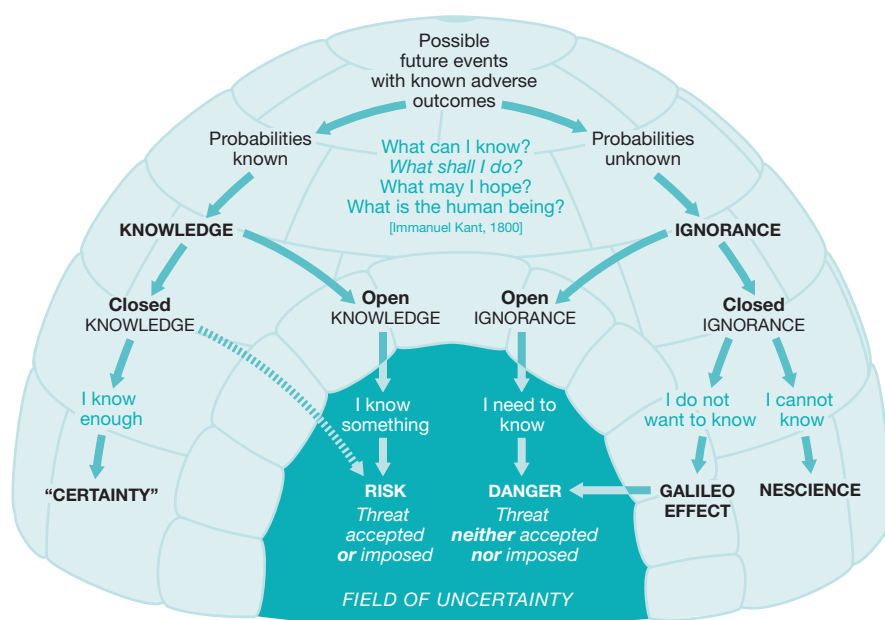 Possible
future events
with known adverse
outcomes
Probabilities
known
What can I know?
What shall I do?
What may I hope?
What is the human being?
[Immanuel Kant, 1800]
Probabilities
unknown
KNOWLEDGE
IGNORANCE
Closed
KNOWLEDGE
Open
KNOWLEDGE
Open
IGNORANCE
Closed
IGNORANCE
I know
enough
I know
something
I need to
know
I do not
want to know
I cannot
know
“CERTAINTY”
RISK
Threat
accepted
or imposed
DANGER
Threat
neither accepted
nor imposed
GALILEO
EFFECT
NESCIENCE
FIELD OF UNCERTAINTY